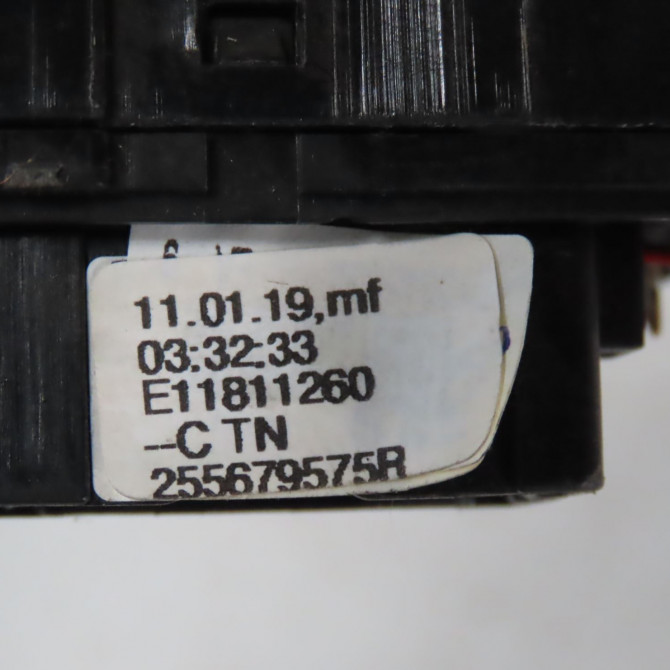 11.01.19,mf
03:32:33
E11811260
--C TN
255679575R